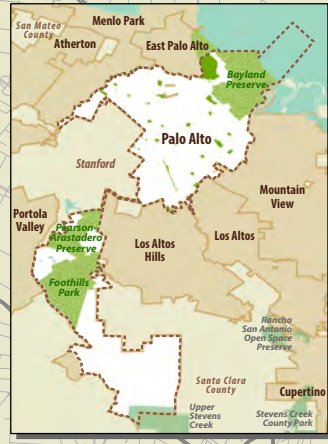 San Mateo
County
Menlo Park
Atherton
East Palo Alto
Bayland
Preserve
Palo Alto
Stanford
Mountain
View
Portola
Valley
Pearson-
Arastadero
Preserve
Los Altos
Hills
Los Altos
Foothills
Park
Rancho
San Antonio
Open Space
Preserve
Santa Clara
County
Cupertino
Upper
Stevens
Creek
Stevens Creek
County Park